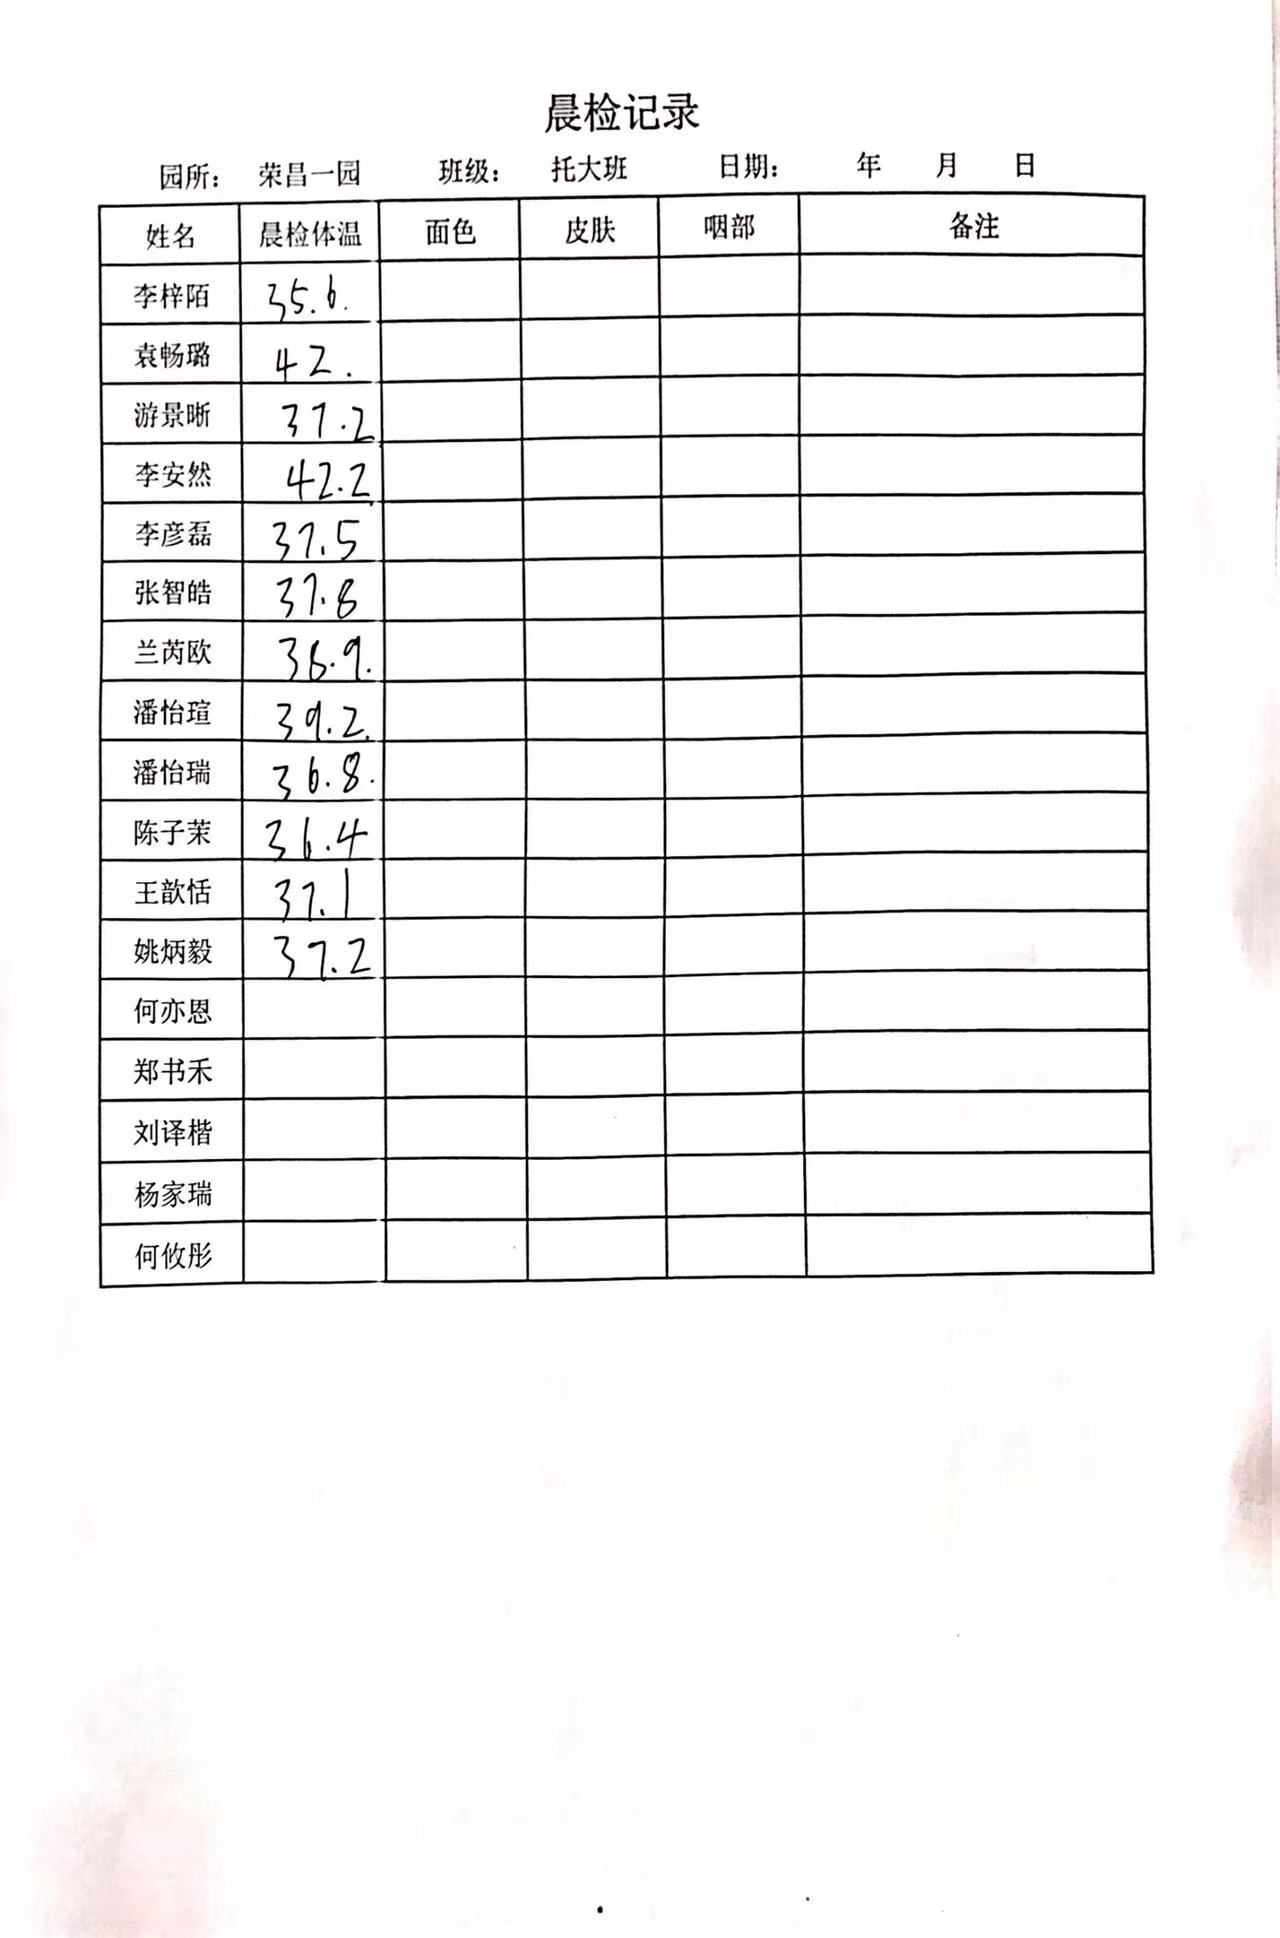 晨检记录
园所： 荣昌一园 班级： 托大班 日期： 年 月 日
姓名 晨检体温 面色 皮肤 咽部 备注
李梓陌 35.6.
袁畅璐 42.
游景晰 37.2
李安然 42.2
李彦磊 37.5
张智皓 37.8
兰芮欧 36.9.
潘怡瑄 39.2.
潘怡瑞 36.8.
陈子茉 36.4
王歆恬 37.1
姚炳毅 37.2
何亦恩
郑书禾
刘译楷
杨家瑞
何攸彤